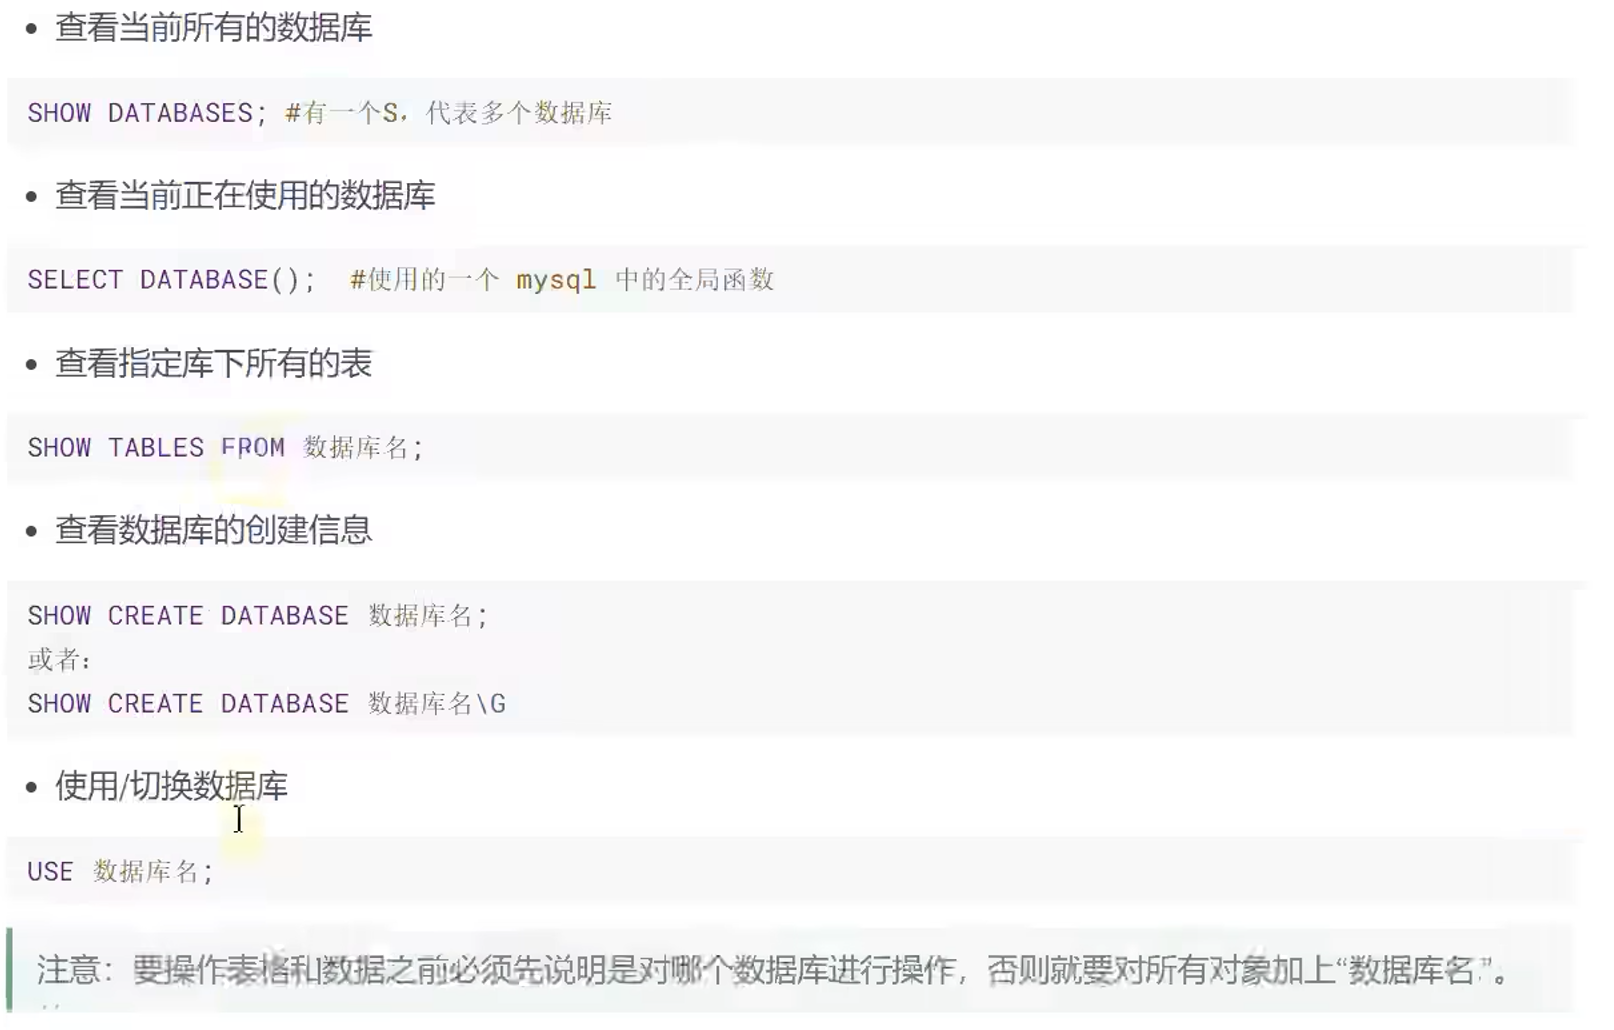 • 查看当前所有的数据库
SHOW DATABASES; #有一个S，代表多个数据库
• 查看当前正在使用的数据库
SELECT DATABASE();  #使用的一个 mysql 中的全局函数
• 查看指定库下所有的表
SHOW TABLES FROM 数据库名;
• 查看数据库的创建信息
SHOW CREATE DATABASE 数据库名;
或者：
SHOW CREATE DATABASE 数据库名\G
• 使用/切换数据库
USE 数据库名;
注意：要操作表格和数据之前必须先说明是对哪个数据库进行操作，否则就要对所有对象加上“数据库名.”。